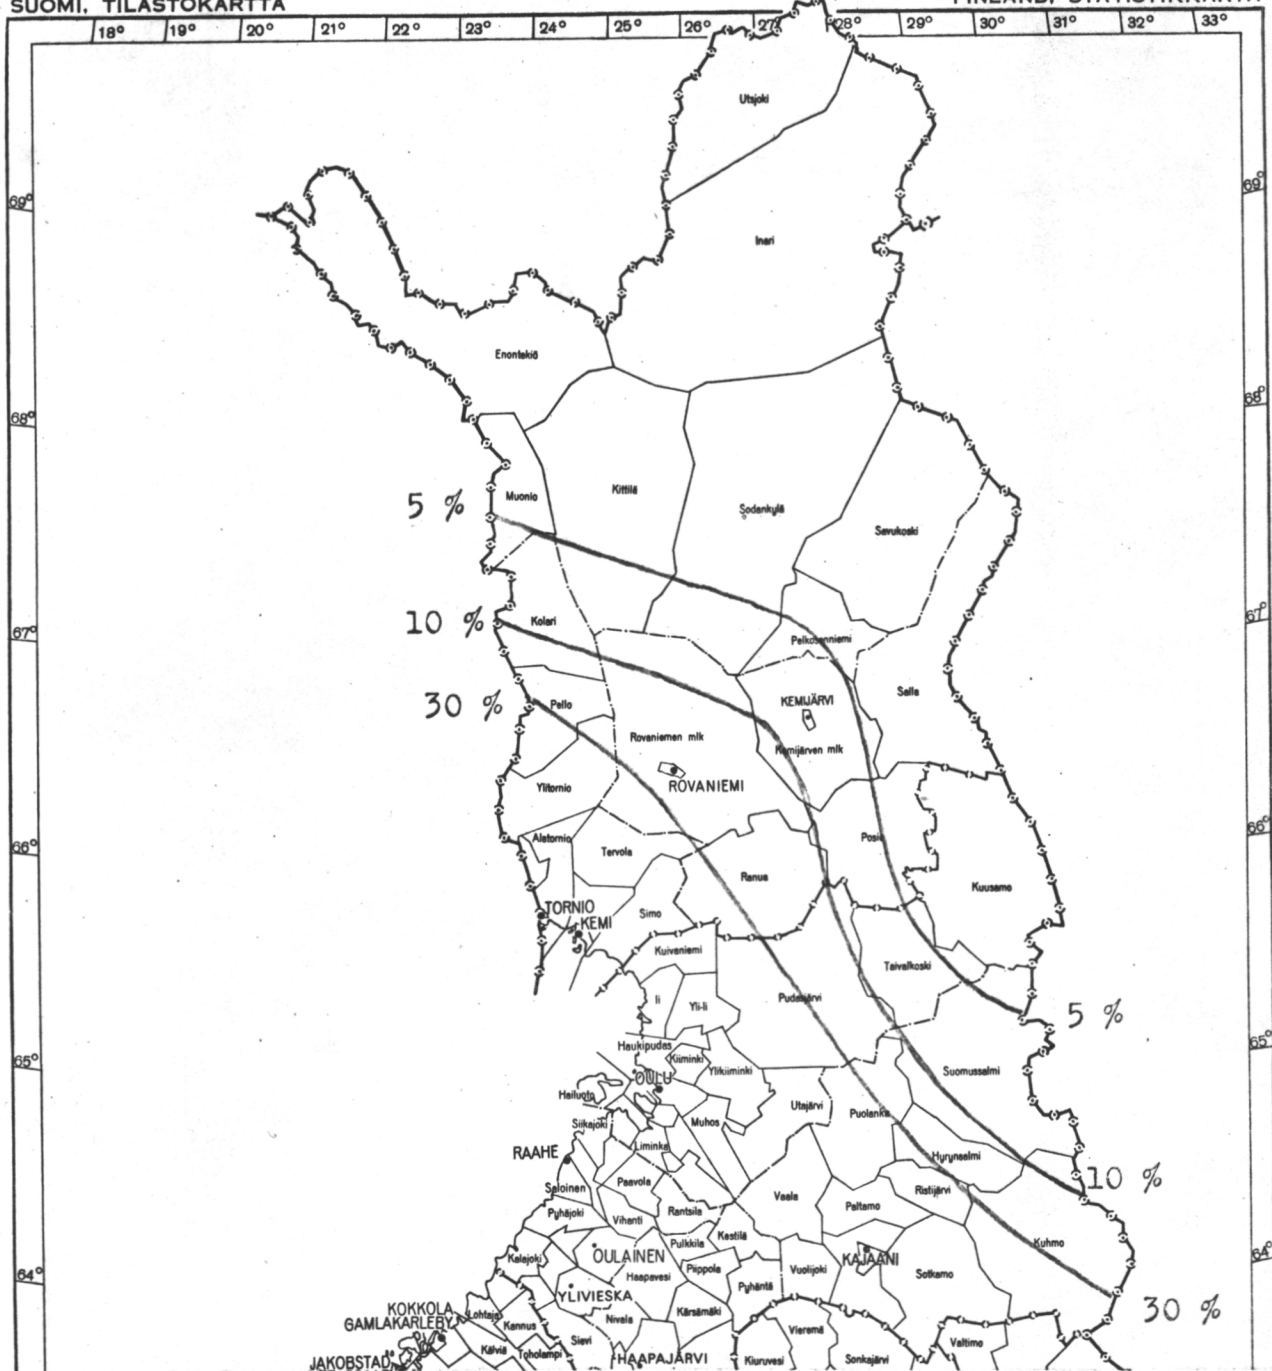 SUOMI, TILASTOKARTTA
18° 19° 20° 21° 22° 23° 24° 25° 26° 27° 28° 29° 30° 31° 32° 33°
Utsjoki
69° 69°
Inari
Enontekiö
68° 68°
Muonio Kittilä Sodankylä Savukoski
5 %
67° 67°
10 % Kolari Pelkosenniemi
30 % Pello KEMIJÄRVI Salla
Rovaniemen mlk Kemijärven mlk
ROVANIEMI
Ylitornio
66° 66°
Alatornio Tervola Posio
Ranua Kuusamo
TORNIO KEMI Simo
Kuivaniemi Taivalkoski
Ii Yli-Ii Pudasjärvi 5 %
Haukipudas
65° 65°
Kiiminki Ylikiiminki Suomussalmi
OULU
Hailuoto Utajärvi Puolanka
Siikajoki Muhos
RAAHE Liminka Hyrynsalmi
10 %
Saloinen Paavola Vaala Ristijärvi
Pyhäjoki Vihanti Rantsila Paltamo
Pulkkila Kestilä Kuhmo
Kalajoki OULAINEN KAJAANI
64° 64°
Haapavesi Piippola Vuolijoki Sotkamo
YLIVIESKA Pyhäntä
KOKKOLA Lohtaja Kärsämäki 30 %
GAMLAKARLEBY Kannus Nivala Vieremä
Kälviä Toholampi Sievi Valtimo
JAKOBSTAD HAAPAJÄRVI Kiuruvesi Sonkajärvi